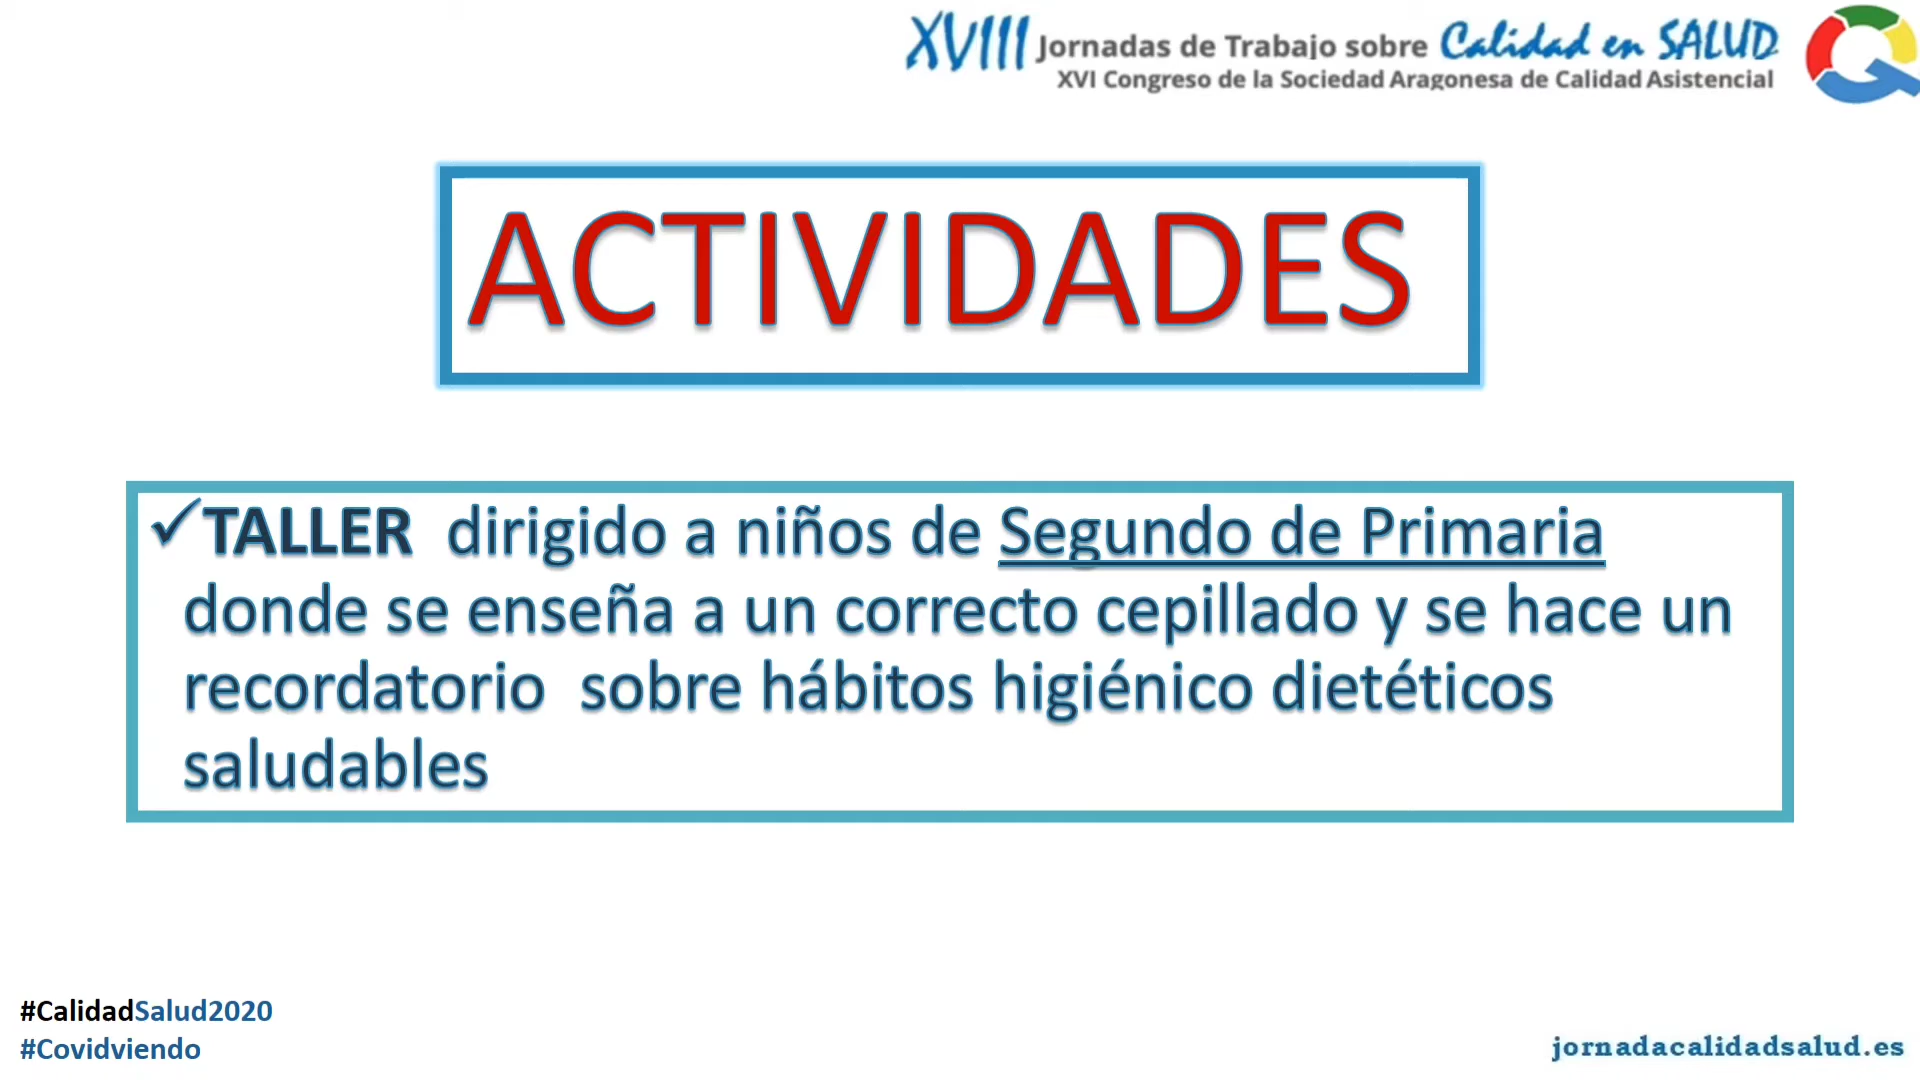 XVIII Jornadas de Trabajo sobre Calidad en SALUD
XVI Congreso de la Sociedad Aragonesa de Calidad Asistencial
ACTIVIDADES
✓TALLER dirigido a niños de Segundo de Primaria
donde se enseña a un correcto cepillado y se hace un
recordatorio sobre hábitos higiénico dietéticos
saludables
#CalidadSalud2020
#Covidviendo
jornadacalidadsalud.es